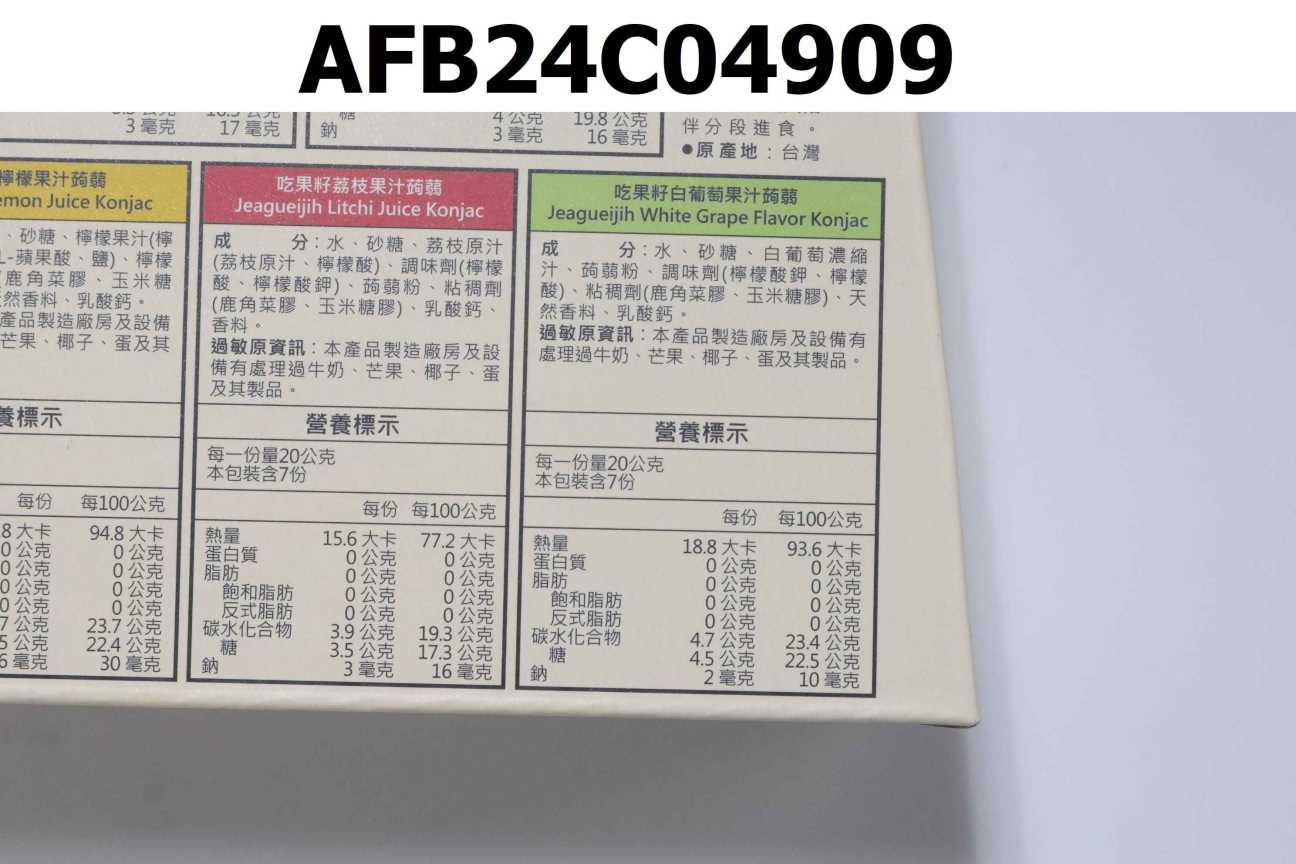 AFB24C04909
3 毫克 17 毫克
鈉
4 公克 19.8 公克
3 毫克 16 毫克
伴分段進食。
●原產地：台灣
檸檬果汁蒟蒻
emon Juice Konjac
、砂糖、檸檬果汁(檸
L-蘋果酸、鹽)、檸檬
(鹿角菜膠、玉米糖
然香料、乳酸鈣。
產品製造廠房及設備
芒果、椰子、蛋及其
養標示
每份 每100公克
8 大卡 94.8 大卡
0 公克 0 公克
0 公克 0 公克
0 公克 0 公克
0 公克 0 公克
7 公克 23.7 公克
5 公克 22.4 公克
6 毫克 30 毫克
吃果籽荔枝果汁蒟蒻
Jeagueijih Litchi Juice Konjac
成 分：水、砂糖、荔枝原汁
(荔枝原汁、檸檬酸)、調味劑(檸檬
酸、檸檬酸鉀)、蒟蒻粉、粘稠劑
(鹿角菜膠、玉米糖膠)、乳酸鈣、
香料。
過敏原資訊：本產品製造廠房及設
備有處理過牛奶、芒果、椰子、蛋
及其製品。
營養標示
每一份量20公克
本包裝含7份
每份 每100公克
熱量 15.6 大卡 77.2 大卡
蛋白質 0 公克 0 公克
脂肪 0 公克 0 公克
飽和脂肪 0 公克 0 公克
反式脂肪 0 公克 0 公克
碳水化合物 3.9 公克 19.3 公克
糖 3.5 公克 17.3 公克
鈉 3 毫克 16 毫克
吃果籽白葡萄果汁蒟蒻
Jeagueijih White Grape Flavor Konjac
成 分：水、砂糖、白葡萄濃縮
汁、蒟蒻粉、調味劑(檸檬酸鉀、檸檬
酸)、粘稠劑(鹿角菜膠、玉米糖膠)、天
然香料、乳酸鈣。
過敏原資訊：本產品製造廠房及設備有
處理過牛奶、芒果、椰子、蛋及其製品。
營養標示
每一份量20公克
本包裝含7份
每份 每100公克
熱量 18.8 大卡 93.6 大卡
蛋白質 0 公克 0 公克
脂肪 0 公克 0 公克
飽和脂肪 0 公克 0 公克
反式脂肪 0 公克 0 公克
碳水化合物 4.7 公克 23.4 公克
糖 4.5 公克 22.5 公克
鈉 2 毫克 10 毫克